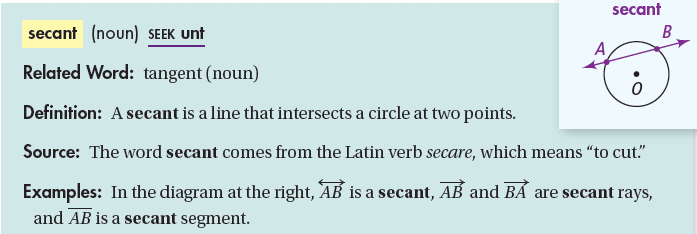 secant (noun) SEEK unt
Related Word: tangent (noun)
Definition: A secant is a line that intersects a circle at two points.
Source: The word secant comes from the Latin verb secare, which means “to cut.”
Examples: In the diagram at the right, AB is a secant, AB and BA are secant rays,
and AB is a secant segment.
secant
A
B
O